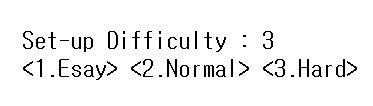 Set-up Difficulty : 3
<1.Esay> <2.Normal> <3.Hard>